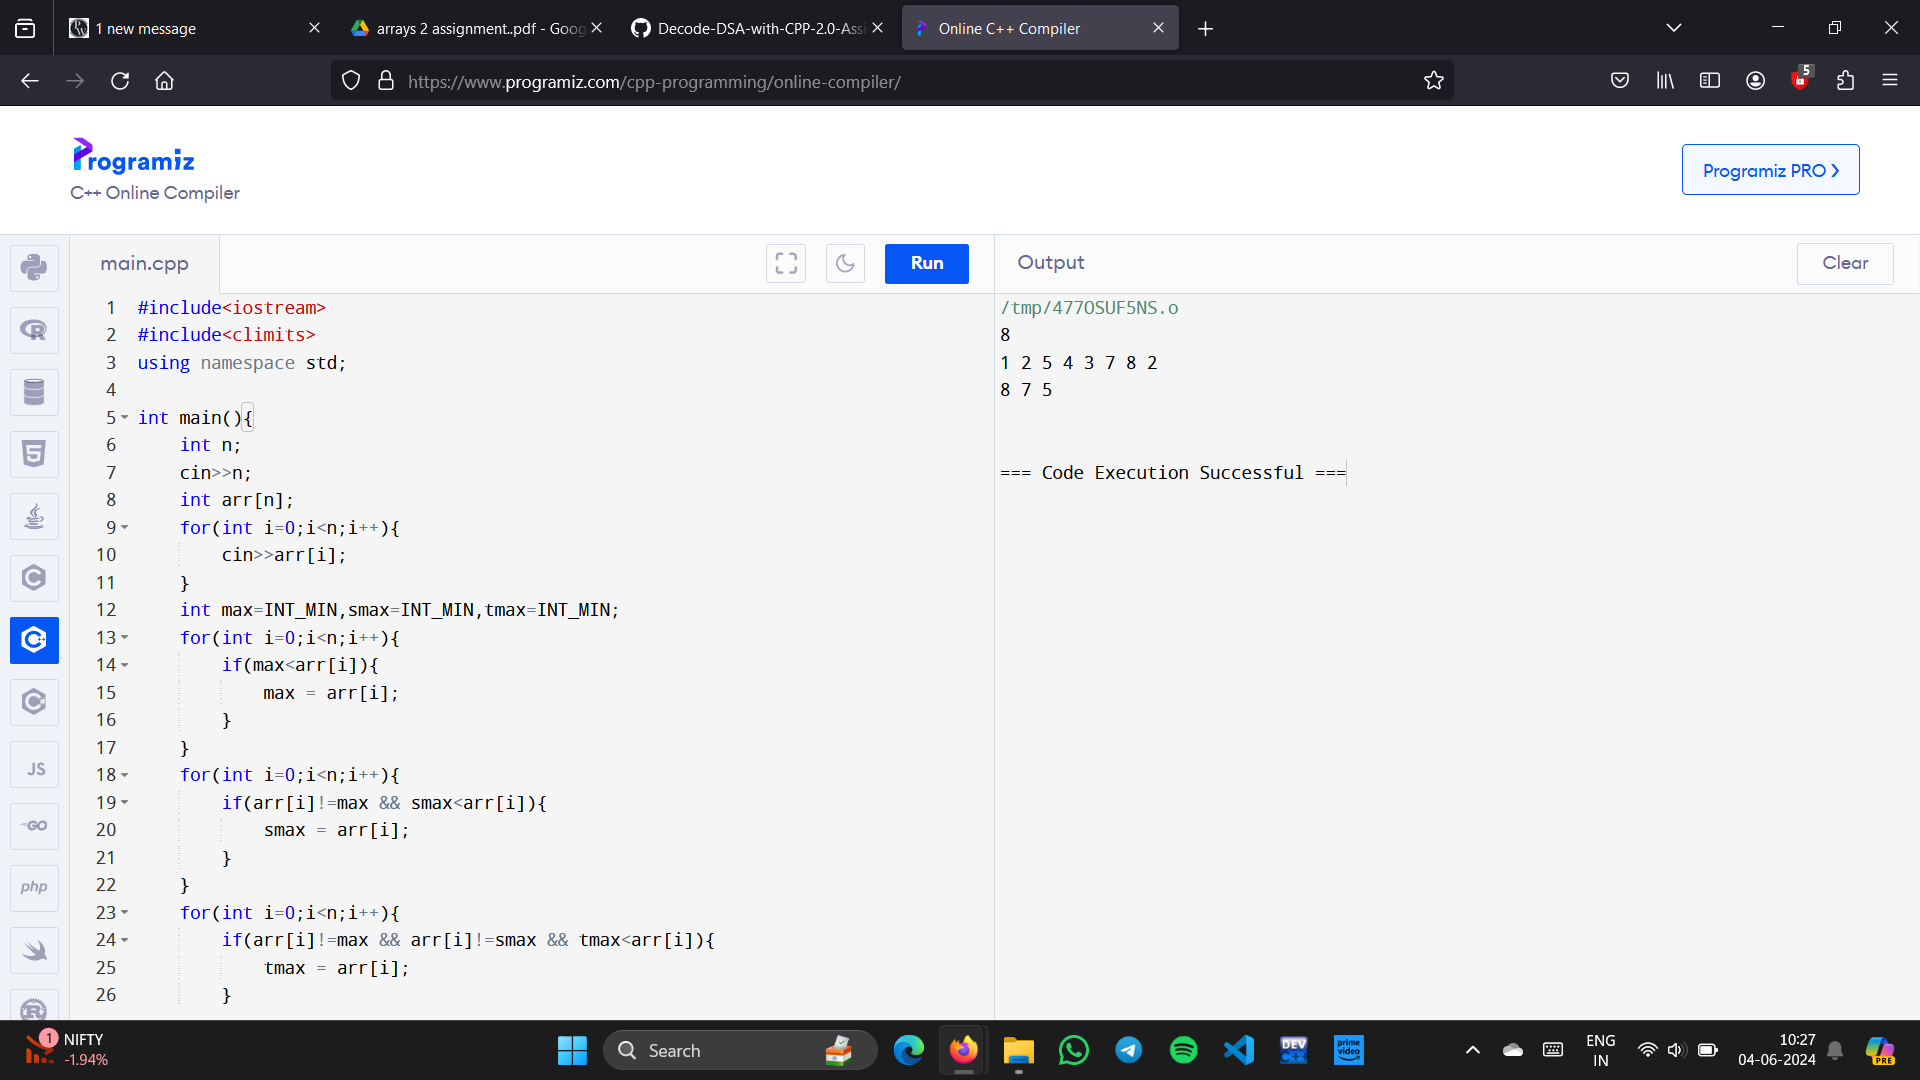 1 new message
arrays 2 assignment..pdf - Goog
Decode-DSA-with-CPP-2.0-Assi
Online C++ Compiler
https://www.programiz.com/cpp-programming/online-compiler/
5
Programiz
C++ Online Compiler
Programiz PRO
main.cpp
Run
Output
Clear
1 #include<iostream>
2 #include<climits>
3 using namespace std;
4
5 int main(){
6 int n;
7 cin>>n;
8 int arr[n];
9 for(int i=0;i<n;i++){
10 cin>>arr[i];
11 }
12 int max=INT_MIN,smax=INT_MIN,tmax=INT_MIN;
13 for(int i=0;i<n;i++){
14 if(max<arr[i]){
15 max = arr[i];
16 }
17 }
18 for(int i=0;i<n;i++){
19 if(arr[i]!=max && smax<arr[i]){
20 smax = arr[i];
21 }
22 }
23 for(int i=0;i<n;i++){
24 if(arr[i]!=max && arr[i]!=smax && tmax<arr[i]){
25 tmax = arr[i];
26 }
/tmp/477OSUF5NS.o
8
1 2 5 4 3 7 8 2
8 7 5
=== Code Execution Successful ===
JS
GO
php
1
NIFTY
-1.94%
Search
DEV
C++
prime
video
ENG
IN
10:27
04-06-2024
PRE